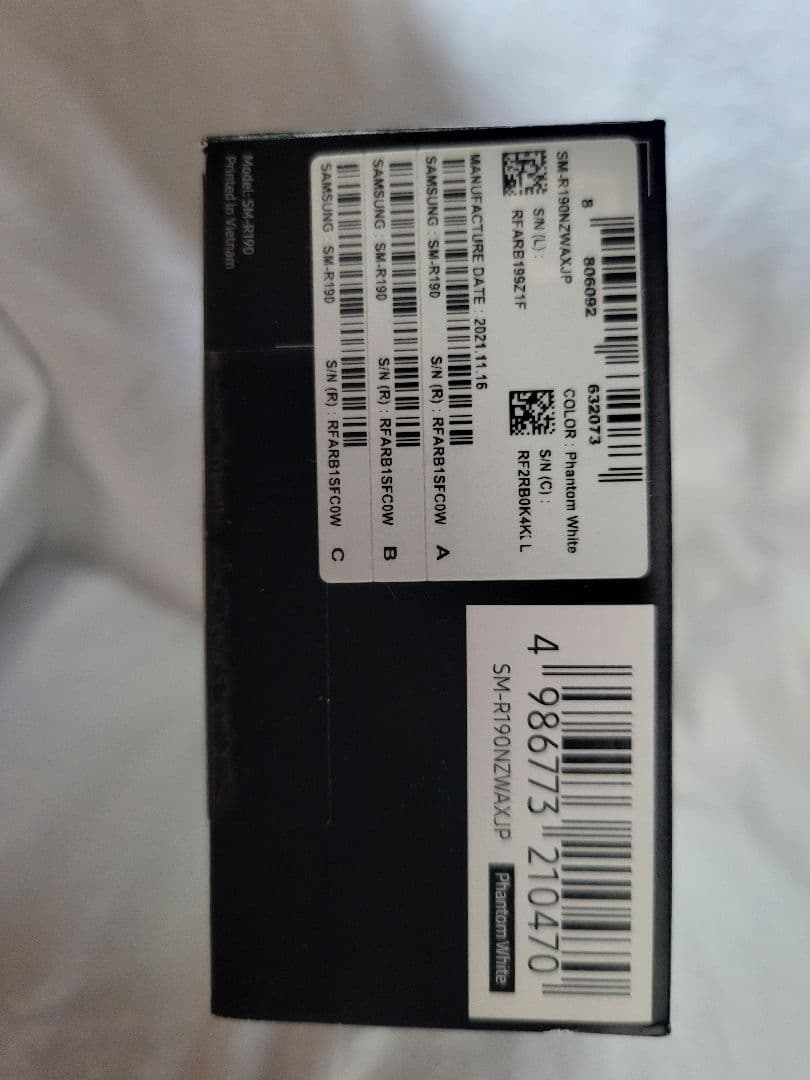 8 806092 632073
SM-R190NZWAXJP
COLOR : Phantom White
S/N (L) :
RFARB199Z1F
S/N (C) :
MANUFACTURE DATE : 2021.11.16
SAMSUNG : SM-R190 S/N (R) : RFARB1SFC0W A
SAMSUNG : SM-R190 S/N (R) : RFARB1SFC0W B
SAMSUNG : SM-R190 S/N (R) : RFARB1SFC0W C
Model: SM-R190
Printed in Vietnam
4 986773 210470
SM-R190NZWAXJP Phantom White